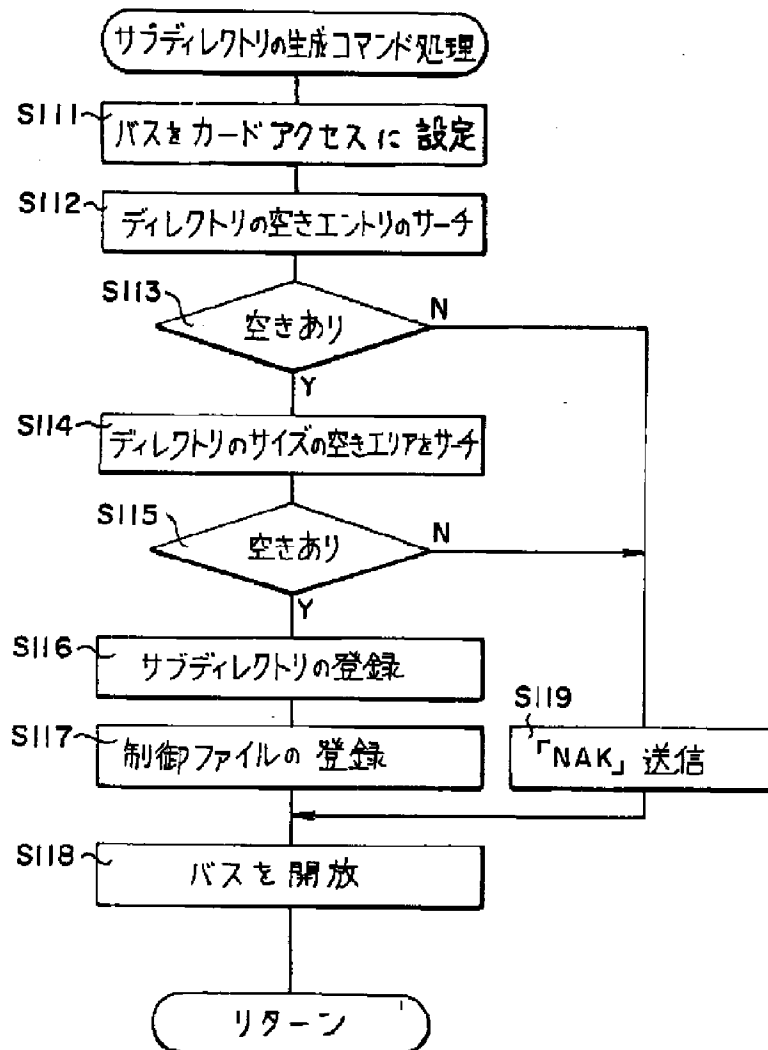 サブディレクトリの生成コマンド処理
S111
バスをカードアクセスに設定
S112
ディレクトリの空きエントリのサーチ
S113
空きあり
N
Y
S114
ディレクトリのサイズの空きエリアをサーチ
S115
空きあり
N
Y
S116
サブディレクトリの登録
S119
S117
制御ファイルの登録
「NAK」送信
S118
バスを開放
リターン